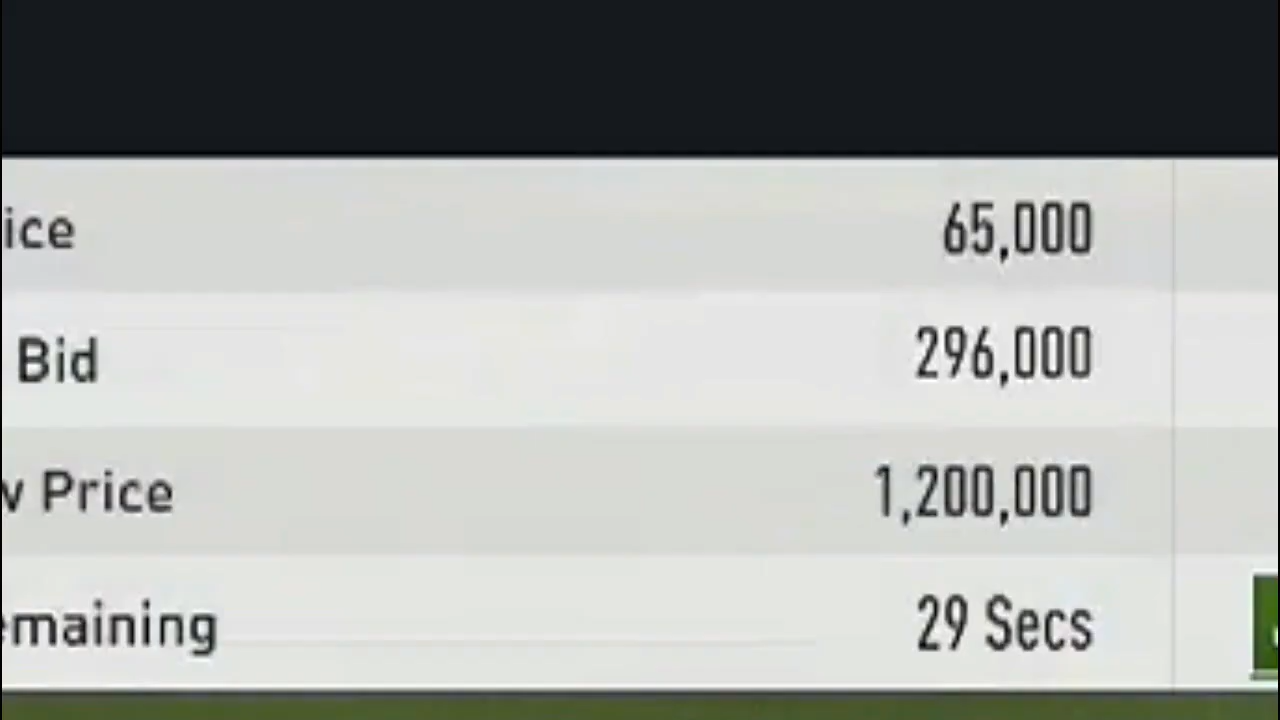 ice 65,000
Bid 296,000
v Price 1,200,000
emaining 29 Secs